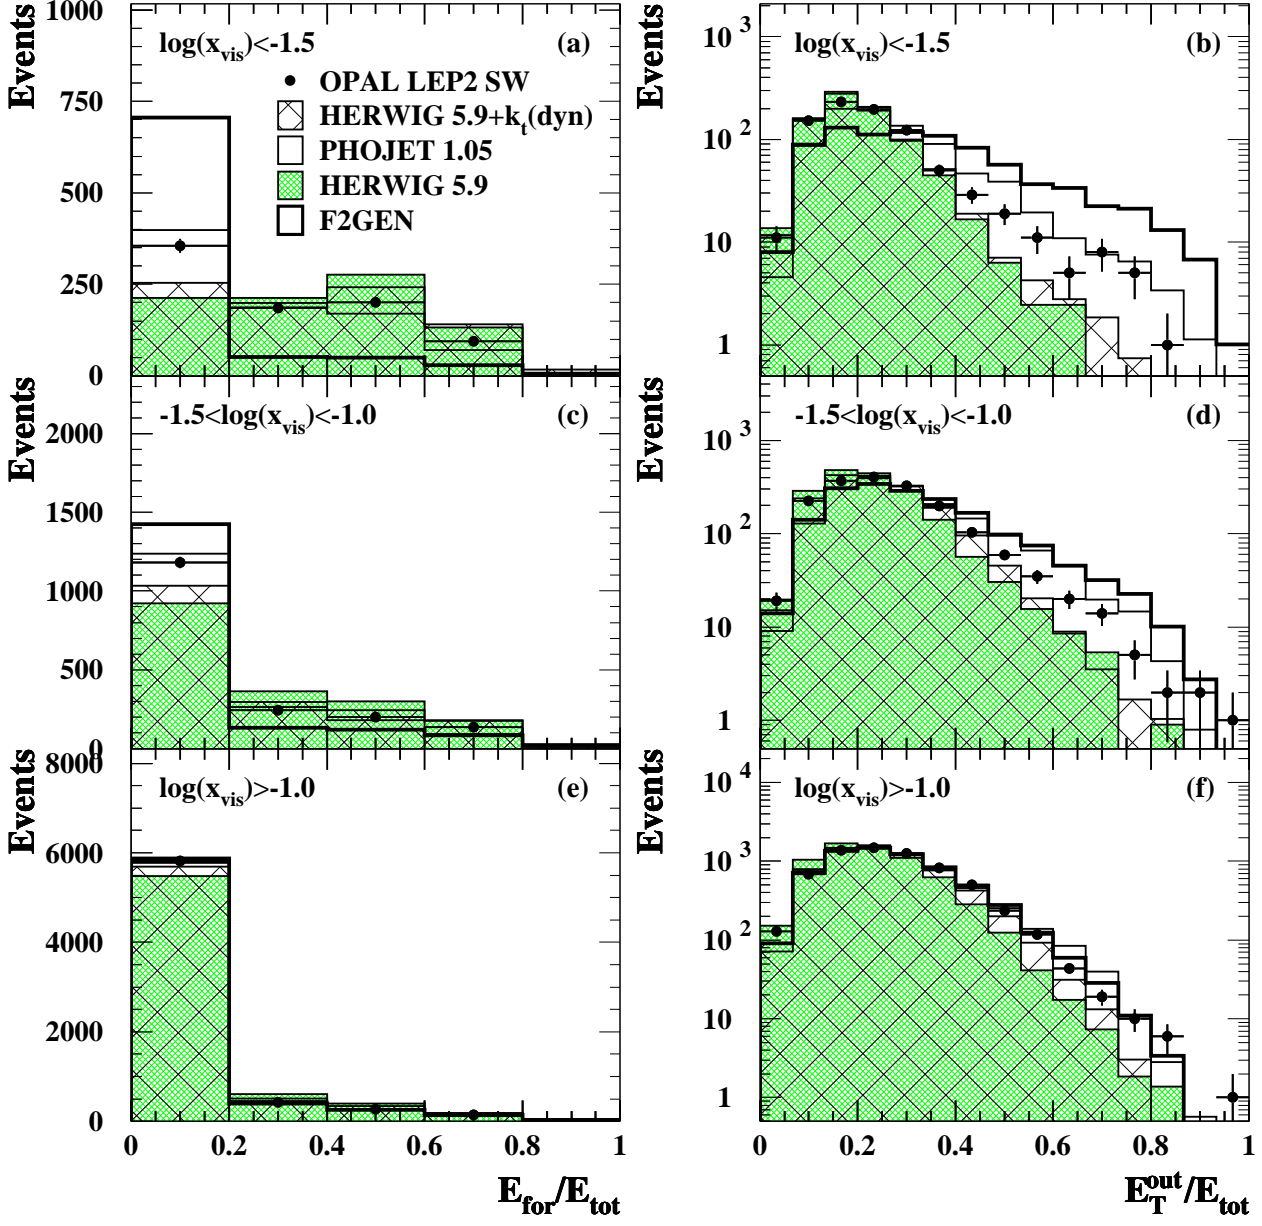 Events
1000
750
500
250
0
log(x_vis)<-1.5
(a)
OPAL LEP2 SW
HERWIG 5.9+k_t(dyn)
PHOJET 1.05
HERWIG 5.9
F2GEN
Events
10^3
10^2
10
1
log(x_vis)<-1.5
(b)
Events
2000
1500
1000
500
0
-1.5<log(x_vis)<-1.0
(c)
Events
10^3
10^2
10
1
-1.5<log(x_vis)<-1.0
(d)
Events
8000
6000
4000
2000
0
log(x_vis)>-1.0
(e)
0 0.2 0.4 0.6 0.8 1
E_for/E_tot
Events
10^4
10^3
10^2
10
1
log(x_vis)>-1.0
(f)
0 0.2 0.4 0.6 0.8 1
E_T^out/E_tot